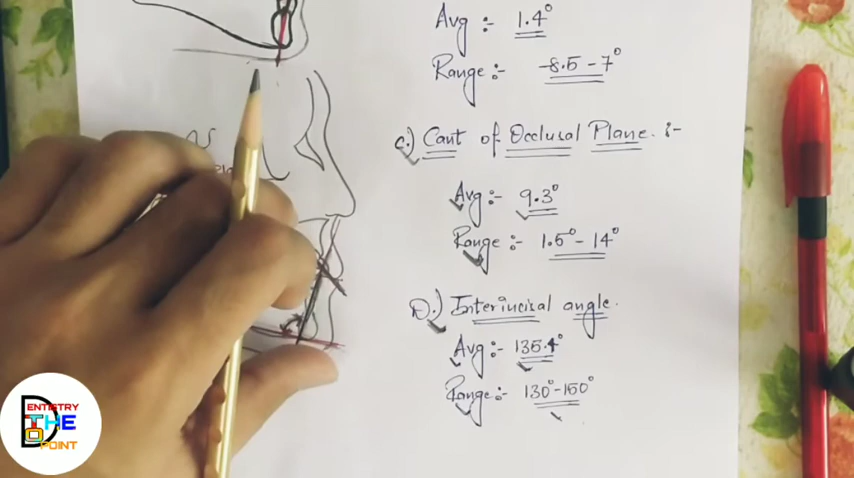 Avg :- 1.4°
Range :- -8.5 - 7°
C.) Cant of Occlusal Plane :-
Avg :- 9.3°
Range :- 1.5° - 14°
D.) Interincisal angle.
Avg :- 135.4°
Range :- 130° - 150°
DENTISTRY
THE
TO
POINT